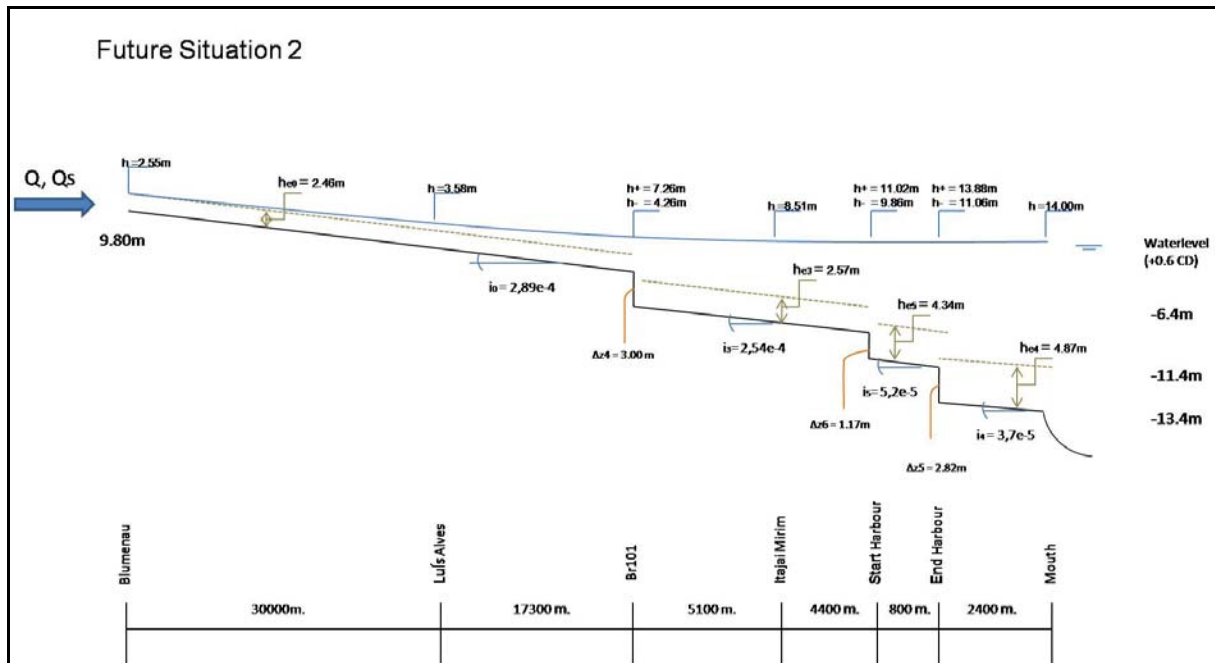 Future Situation 2
Q, Qs
h =2.55m
he0 = 2.46m
h =3.58m
h+ = 7.26m
h- = 4.26m
h =8.51m
h+ = 11.02m
h- = 9.86m
h+ = 13.88m
h- = 11.06m
h =14.00m
9.80m
Waterlevel
(+0.6 CD)
i0 = 2,89e-4
he3 = 2.57m
he5 = 4.34m
-6.4m
Δz4 = 3.00 m
i3=2,54e-4
he4 = 4.87m
-11.4m
i5= 5,2e-5
-13.4m
Δz6 = 1.17m
i4 = 3,7e-5
Δz5 = 2.82m
Blumenau
Luís Alves
Br101
Itajai Mirim
Start Harbour
End Harbour
Mouth
30000m.
17300 m.
5100 m.
4400 m.
800 m.
2400 m.